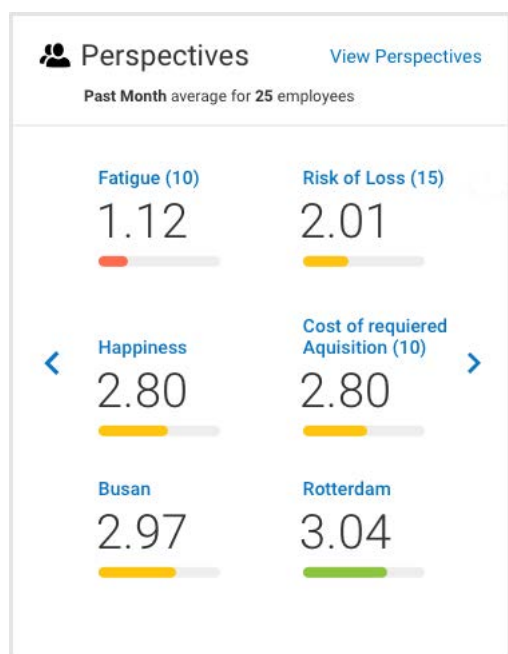 Perspectives
View Perspectives
Past Month average for 25 employees
Fatigue (10)
1.12
Risk of Loss (15)
2.01
Happiness
2.80
Cost of requiered
Aquisition (10)
2.80
Busan
2.97
Rotterdam
3.04